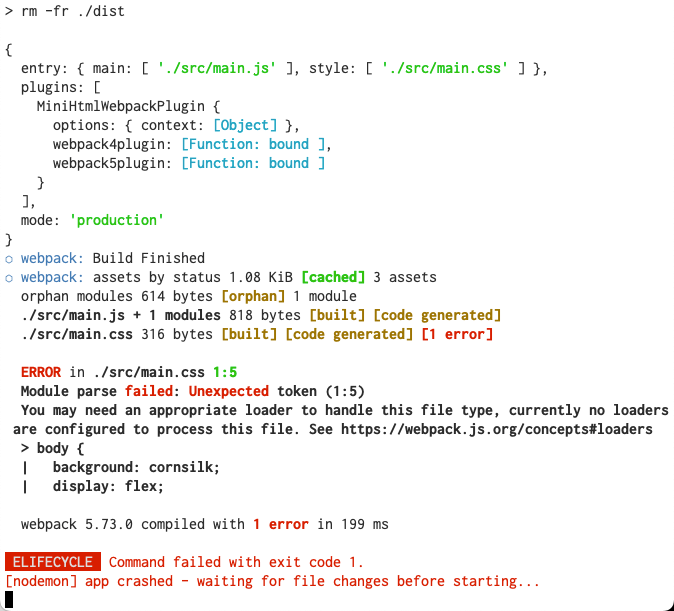 > rm -fr ./dist
{
entry: { main: [ './src/main.js' ], style: [ './src/main.css' ] },
plugins: [
MiniHtmlWebpackPlugin {
options: { context: [Object] },
webpack4plugin: [Function: bound ],
webpack5plugin: [Function: bound ]
}
],
mode: 'production'
}
○ webpack: Build Finished
○ webpack: assets by status 1.08 KiB [cached] 3 assets
orphan modules 614 bytes [orphan] 1 module
./src/main.js + 1 modules 818 bytes [built] [code generated]
./src/main.css 316 bytes [built] [code generated] [1 error]
ERROR in ./src/main.css 1:5
Module parse failed: Unexpected token (1:5)
You may need an appropriate loader to handle this file type, currently no loaders
are configured to process this file. See https://webpack.js.org/concepts#loaders
> body {
|   background: cornsilk;
|   display: flex;
webpack 5.73.0 compiled with 1 error in 199 ms
ELIFECYCLE  Command failed with exit code 1.
[nodemon] app crashed - waiting for file changes before starting...